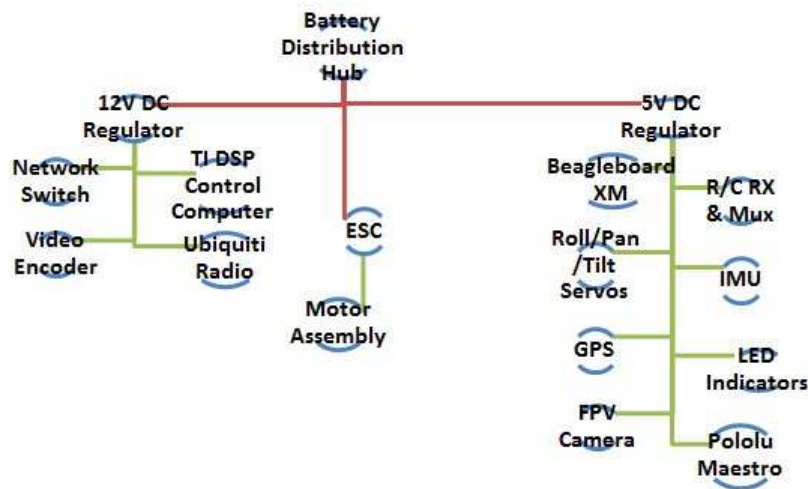 Battery
Distribution
Hub
12V DC
Regulator
Network
Switch
TI DSP
Control
Computer
Video
Encoder
Ubiquiti
Radio
ESC
Motor
Assembly
5V DC
Regulator
Beagleboard
XM
R/C RX
& Mux
Roll/Pan
/Tilt
Servos
IMU
GPS
LED
Indicators
FPV
Camera
Pololu
Maestro